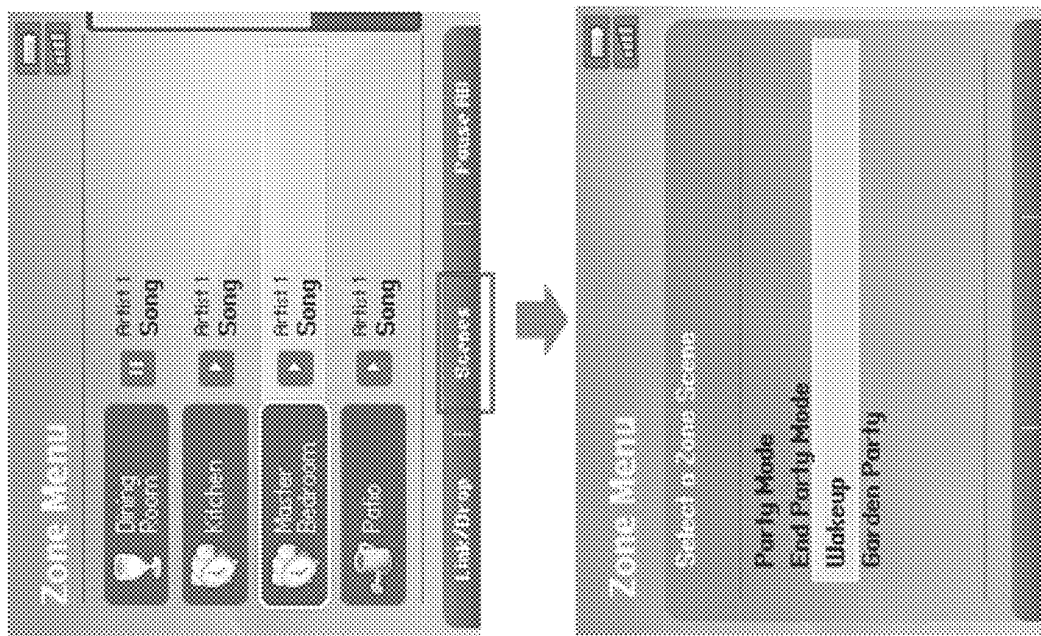 Zone Menu
Dining
Room
Artist 1
Song
Kitchen
Artist 1
Song
Master
Bedroom
Artist 1
Song
Patio
Artist 1
Song
Link/Drop
Scenes
Pause All
Zone Menu
Select a Zone Scene
Party Mode
End Party Mode
Wakeup
Garden Party